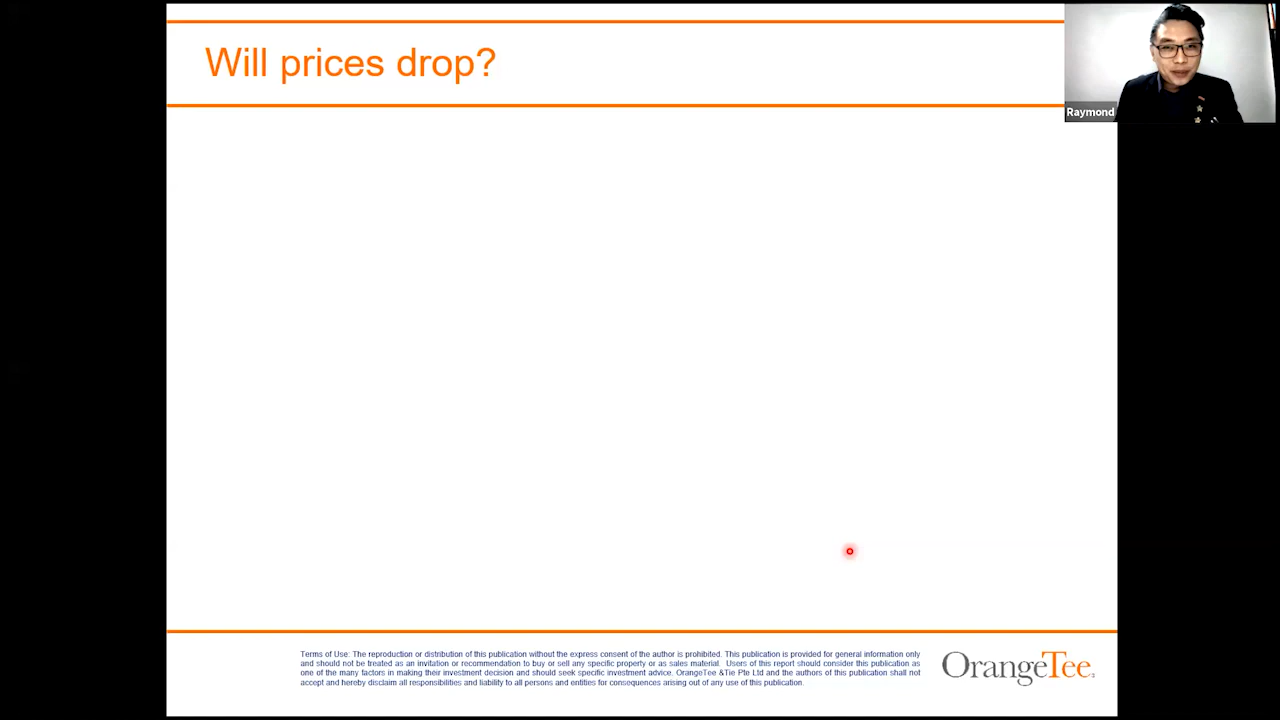 Will prices drop?
Raymond
Terms of Use: The reproduction or distribution of this publication without the express consent of the author is prohibited. This publication is provided for general information only
and should not be treated as an invitation or recommendation to buy or sell any specific property or as sales material. Users of this report should consider this publication as
one of the many factors in making their investment decision and should seek specific investment advice. OrangeTee &Tie Pte Ltd and the authors of this publication shall not
accept and hereby disclaim all responsibilities and liability to all persons and entities for consequences arising out of any use of this publication.
OrangeTee